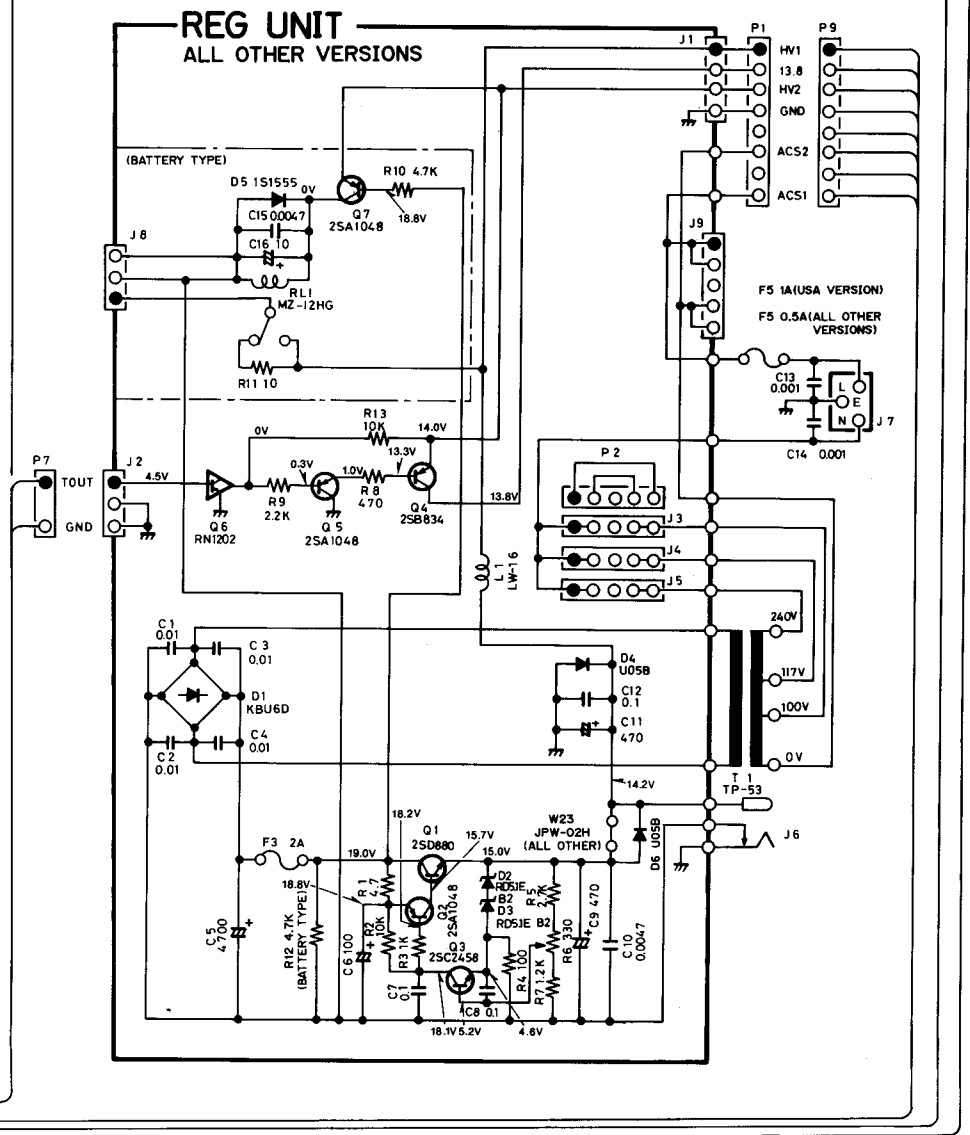 REG UNIT
ALL OTHER VERSIONS
J1
P1
P9
HV1
13.8
HV2
GND
ACS2
ACS1
(BATTERY TYPE)
R10 4.7K
D5 1S1555
0V
C15 0.0047
C16 10
+
Q7
2SA1048
18.8V
J8
RL1
MZ-12HG
R11 10
J9
F5 1A(USA VERSION)
F5 0.5A(ALL OTHER
VERSIONS)
C13
0.001
L
E
N
J7
C14 0.001
R13
10K
14.0V
0V
P7
TOUT
GND
J2
4.5V
Q6
RN1202
R9
2.2K
0.3V
Q5
2SA1048
1.0V
R8
470
13.3V
Q4
2SB834
13.8V
P2
J3
J4
J5
L1
LW-16
240V
117V
100V
0V
T1
TP-53
C1
0.01
C3
0.01
D1
KBU6D
C2
0.01
C4
0.01
D4
U05B
C12
0.1
+
C11
470
14.2V
W23
JPW-02H
(ALL OTHER)
D6 U05B
J6
F3 2A
19.0V
18.2V
Q1
2SD880
15.7V
15.0V
18.8V
R1
4.7
Q2
2SA1048
D2
RD51E
B2
D3
RD51E B2
R5
2.7K
C5
4700
+
R12 4.7K
(BATTERY TYPE)
C6 100
+
R2
10K
R3 1K
Q3
2SC2458
R4 100
R6 330
R7 1.2K
C9 470
+
C10
0.0047
C7
0.1
C8 0.1
18.1V
5.2V
4.6V